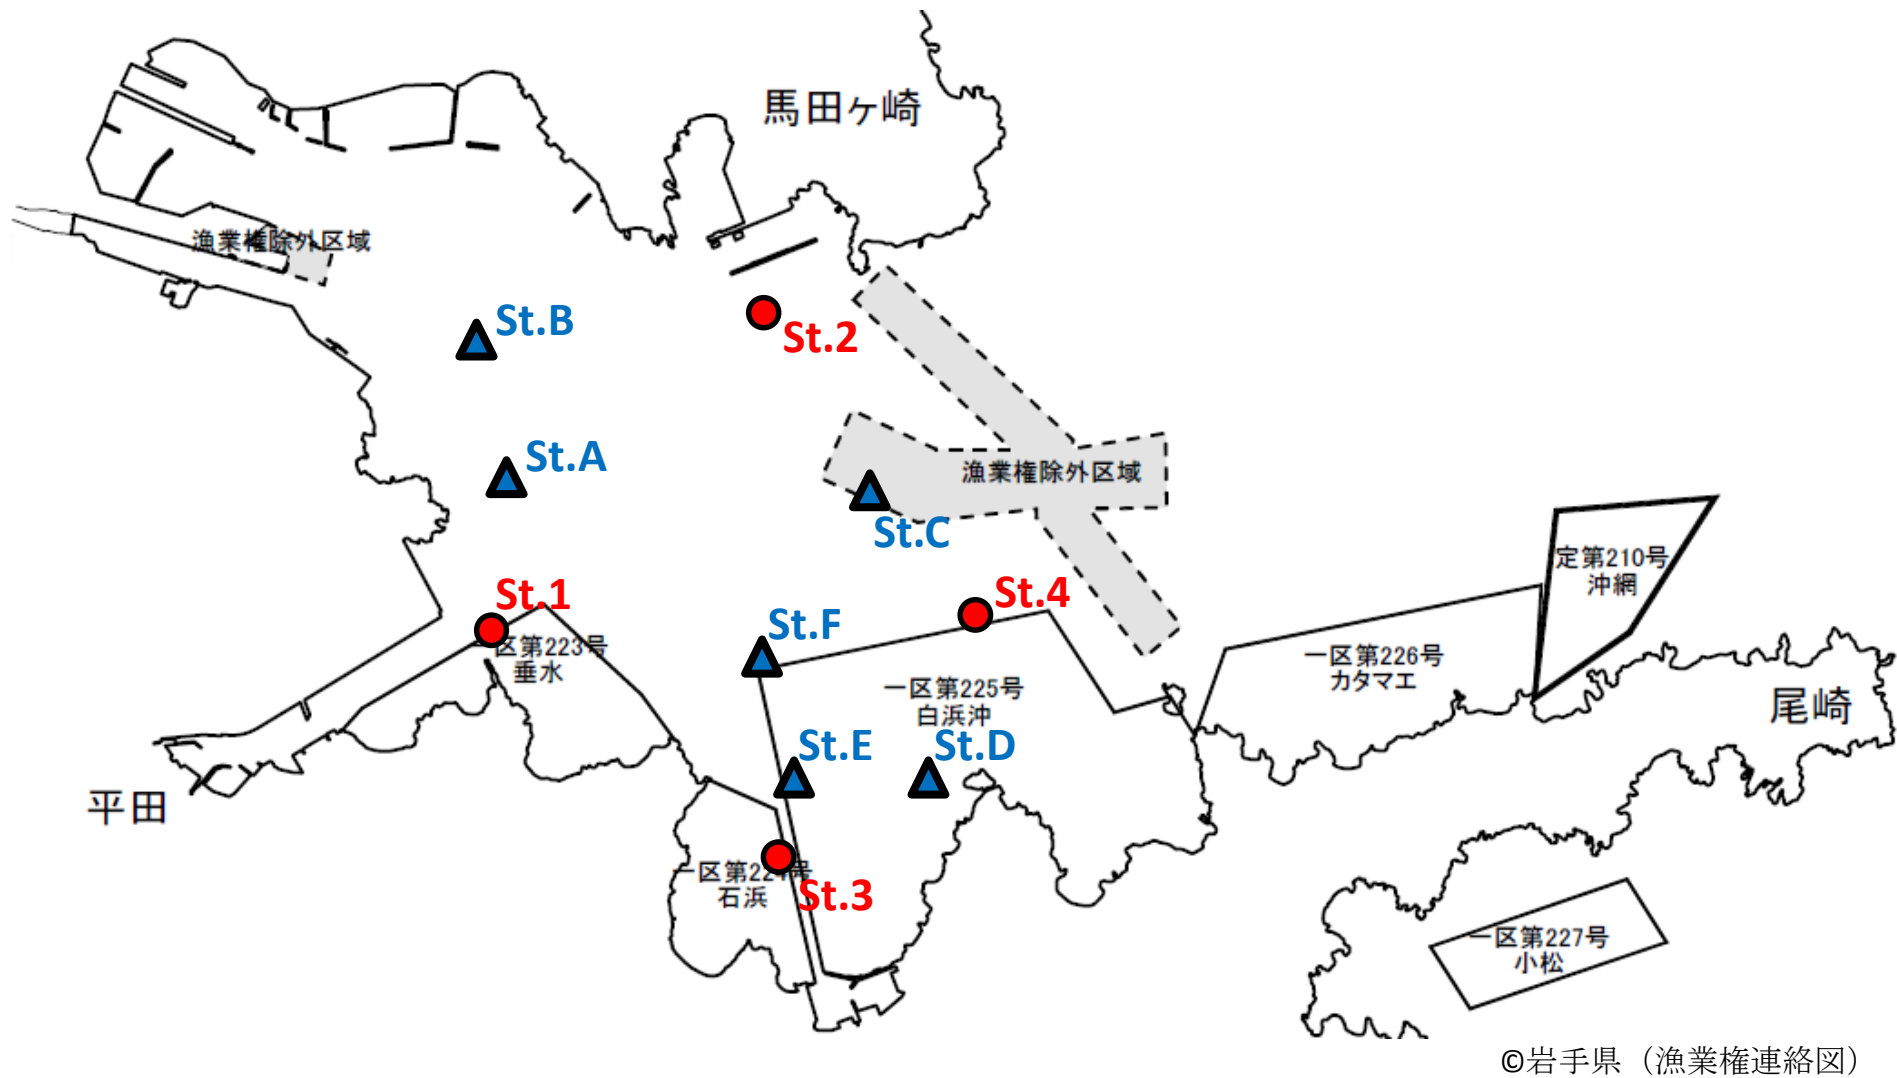 馬田ヶ崎
漁業権除外区域
St.B
St.2
St.A
漁業権除外区域
St.C
定第210号
沖網
St.1
St.4
St.F
一区第223号
垂水
一区第226号
カタマエ
一区第225号
白浜沖
尾崎
St.E
St.D
平田
一区第224号
石浜
St.3
一区第227号
小松
©岩手県（漁業権連絡図）